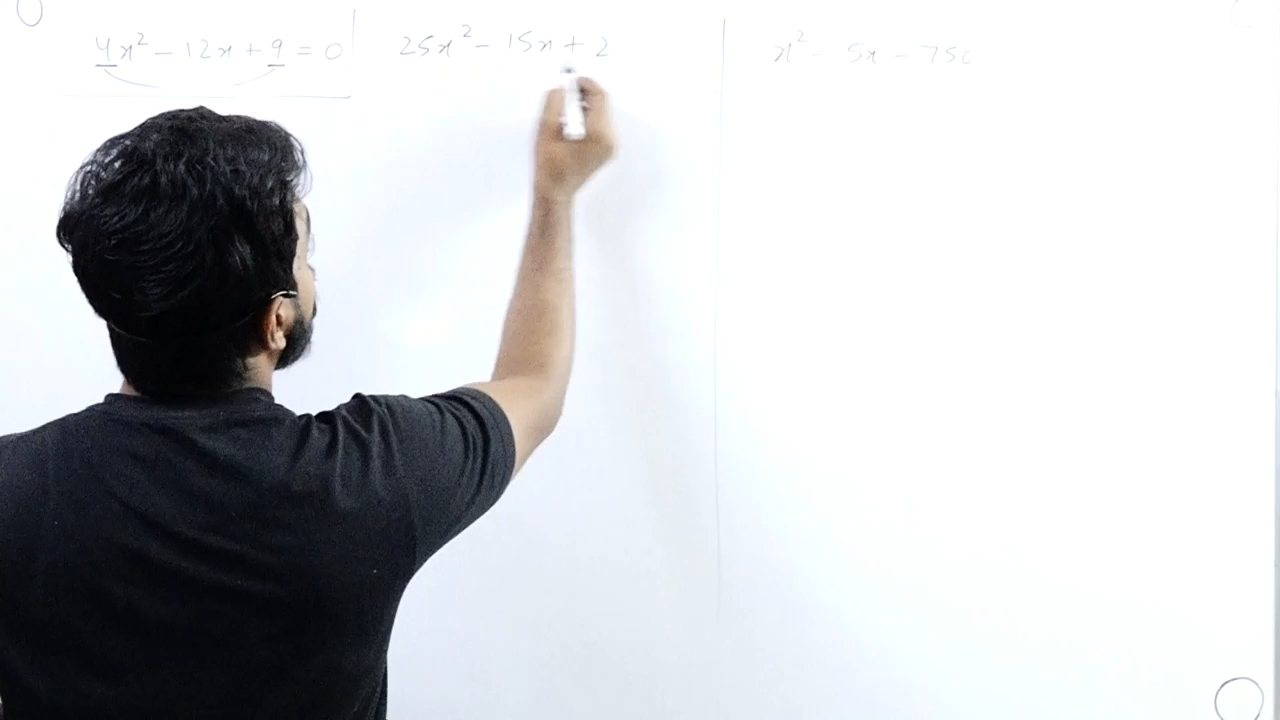 4x² - 12x + 9 = 0
25x² - 15x + 2
x² - 5x - 750